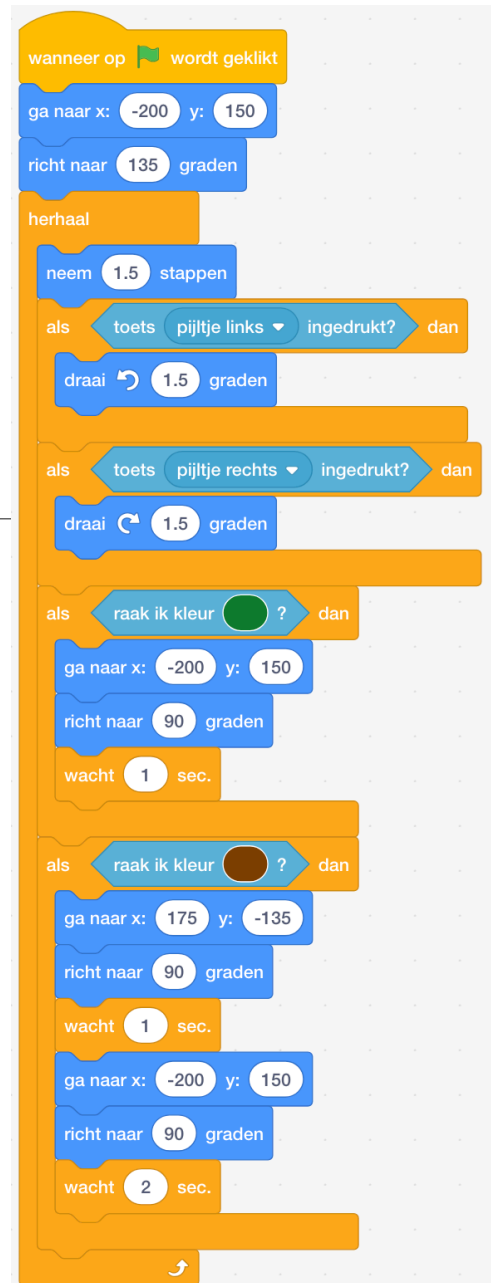 wanneer op wordt geklikt
ga naar x: -200 y: 150
richt naar 135 graden
herhaal
neem 1.5 stappen
als toets pijltje links ingedrukt? dan
draai 1.5 graden
als toets pijltje rechts ingedrukt? dan
draai 1.5 graden
als raak ik kleur ? dan
ga naar x: -200 y: 150
richt naar 90 graden
wacht 1 sec.
als raak ik kleur ? dan
ga naar x: 175 y: -135
richt naar 90 graden
wacht 1 sec.
ga naar x: -200 y: 150
richt naar 90 graden
wacht 2 sec.